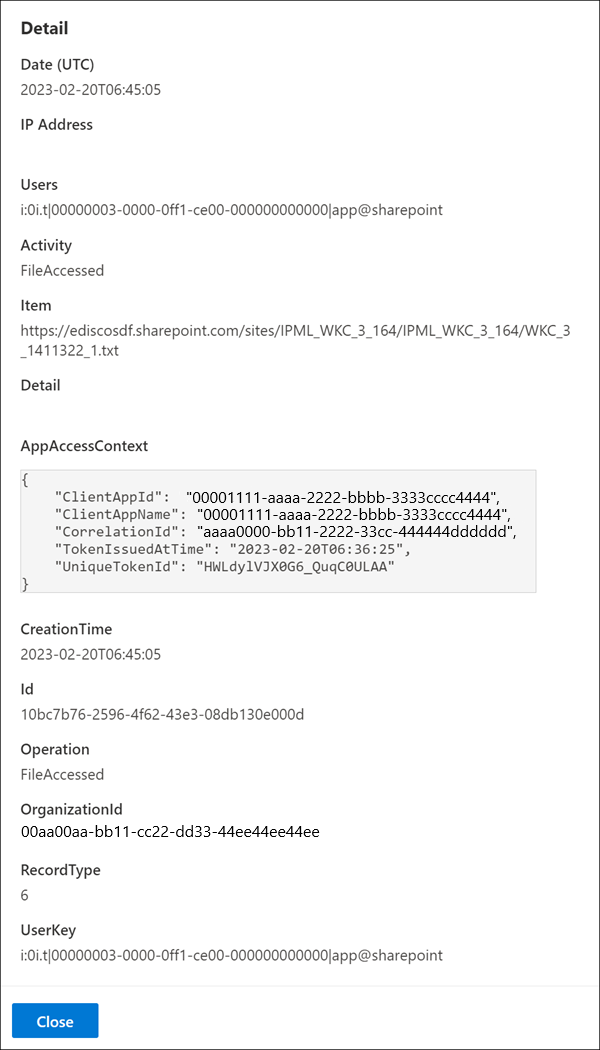 Detail
Date (UTC)
2023-02-20T06:45:05
IP Address
Users
i:0i.t|00000003-0000-0ff1-ce00-000000000000|app@sharepoint
Activity
FileAccessed
Item
https://ediscosdf.sharepoint.com/sites/IPML_WKC_3_164/IPML_WKC_3_164/WKC_3
_1411322_1.txt
Detail
AppAccessContext
{
    "ClientAppId":  "00001111-aaaa-2222-bbbb-3333cccc4444",
    "ClientAppName": "00001111-aaaa-2222-bbbb-3333cccc4444",
    "CorrelationId": "aaaa0000-bb11-2222-33cc-444444dddddd",
    "TokenIssuedAtTime": "2023-02-20T06:36:25",
    "UniqueTokenId": "HWLdylVJX0G6_QuqC0ULAA"
}
CreationTime
2023-02-20T06:45:05
Id
10bc7b76-2596-4f62-43e3-08db130e000d
Operation
FileAccessed
OrganizationId
00aa00aa-bb11-cc22-dd33-44ee44ee44ee
RecordType
6
UserKey
i:0i.t|00000003-0000-0ff1-ce00-000000000000|app@sharepoint
Close